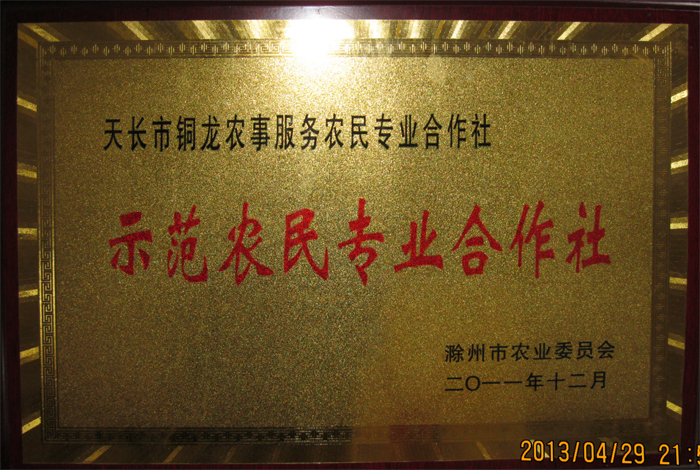 天长市铜龙农事服务农民专业合作社
示范农民专业合作社
滁州市农业委员会
二〇一一年十二月
2013/04/29 21: